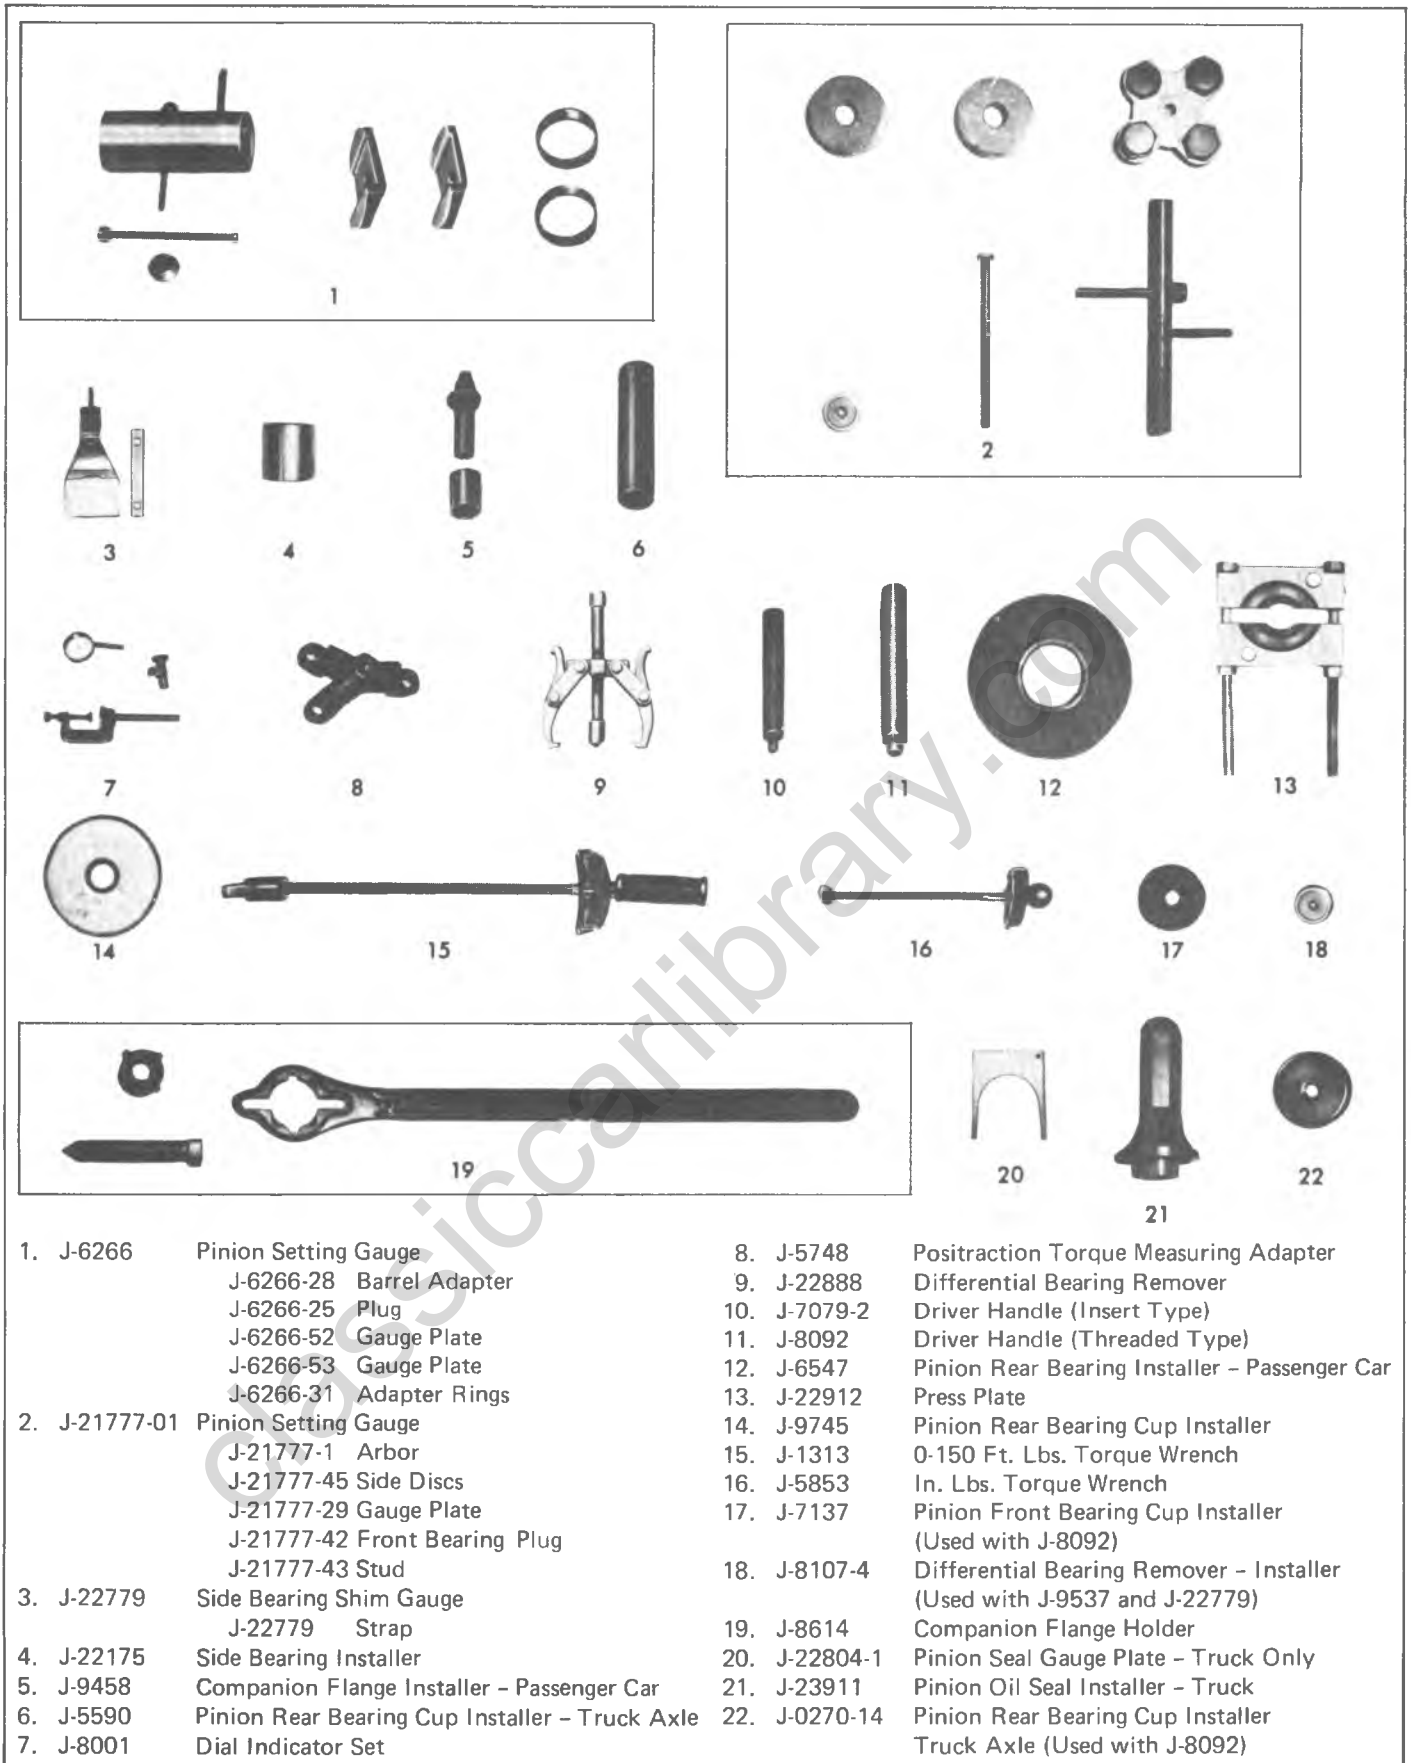 1
2
3
4
5
6
7
8
9
10
11
12
13
14
15
16
17
18
19
20
21
22
1. J-6266 Pinion Setting Gauge
J-6266-28 Barrel Adapter
J-6266-25 Plug
J-6266-52 Gauge Plate
J-6266-53 Gauge Plate
J-6266-31 Adapter Rings
2. J-21777-01 Pinion Setting Gauge
J-21777-1 Arbor
J-21777-45 Side Discs
J-21777-29 Gauge Plate
J-21777-42 Front Bearing Plug
J-21777-43 Stud
3. J-22779 Side Bearing Shim Gauge
J-22779 Strap
4. J-22175 Side Bearing Installer
5. J-9458 Companion Flange Installer – Passenger Car
6. J-5590 Pinion Rear Bearing Cup Installer – Truck Axle
7. J-8001 Dial Indicator Set
8. J-5748 Positraction Torque Measuring Adapter
9. J-22888 Differential Bearing Remover
10. J-7079-2 Driver Handle (Insert Type)
11. J-8092 Driver Handle (Threaded Type)
12. J-6547 Pinion Rear Bearing Installer – Passenger Car
13. J-22912 Press Plate
14. J-9745 Pinion Rear Bearing Cup Installer
15. J-1313 0-150 Ft. Lbs. Torque Wrench
16. J-5853 In. Lbs. Torque Wrench
17. J-7137 Pinion Front Bearing Cup Installer
(Used with J-8092)
18. J-8107-4 Differential Bearing Remover – Installer
(Used with J-9537 and J-22779)
19. J-8614 Companion Flange Holder
20. J-22804-1 Pinion Seal Gauge Plate – Truck Only
21. J-23911 Pinion Oil Seal Installer – Truck
22. J-0270-14 Pinion Rear Bearing Cup Installer
Truck Axle (Used with J-8092)
classiccarlibrary.com